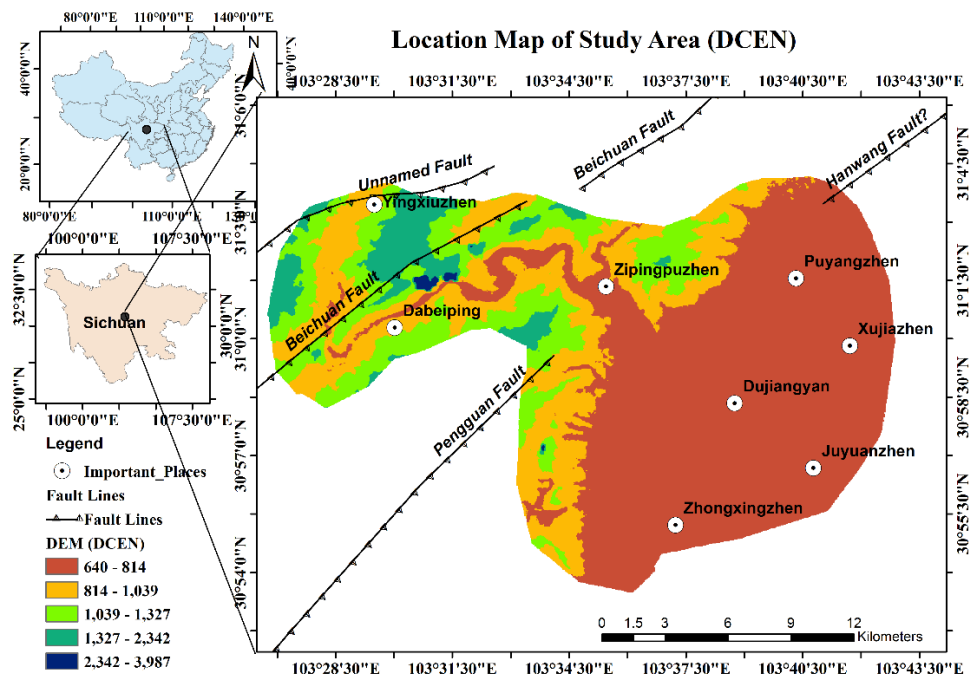 Location Map of Study Area (DCEN)
80°0'0"E 110°0'0"E 140°0'0"E
40°0'0"N
20°0'0"N
40°0'0"N
80°0'0"E 110°0'0"E
N
100°0'0"E 107°30'0"E
32°30'0"N
25°0'0"N
30°0'0"N
Sichuan
100°0'0"E 107°30'0"E
103°28'30"E 103°31'30"E 103°34'30"E 103°37'30"E 103°40'30"E 103°43'30"E
31°6'0"N
31°3'0"N
31°0'0"N
30°57'0"N
30°54'0"N
31°4'30"N
31°1'30"N
30°58'30"N
30°55'30"N
Unnamed Fault
Beichuan Fault
Hanwang Fault?
Yingxiuzhen
Zipingpuzhen
Puyangzhen
Beichuan Fault
Dabeiping
Xujiazhen
Pengguan Fault
Dujiangyan
Juyuanzhen
Zhongxingzhen
0 1.5 3 6 9 12
Kilometers
103°28'30"E 103°31'30"E 103°34'30"E 103°37'30"E 103°40'30"E 103°43'30"E
Legend
Important_Places
Fault Lines
Fault Lines
DEM (DCEN)
640 - 814
814 - 1,039
1,039 - 1,327
1,327 - 2,342
2,342 - 3,987